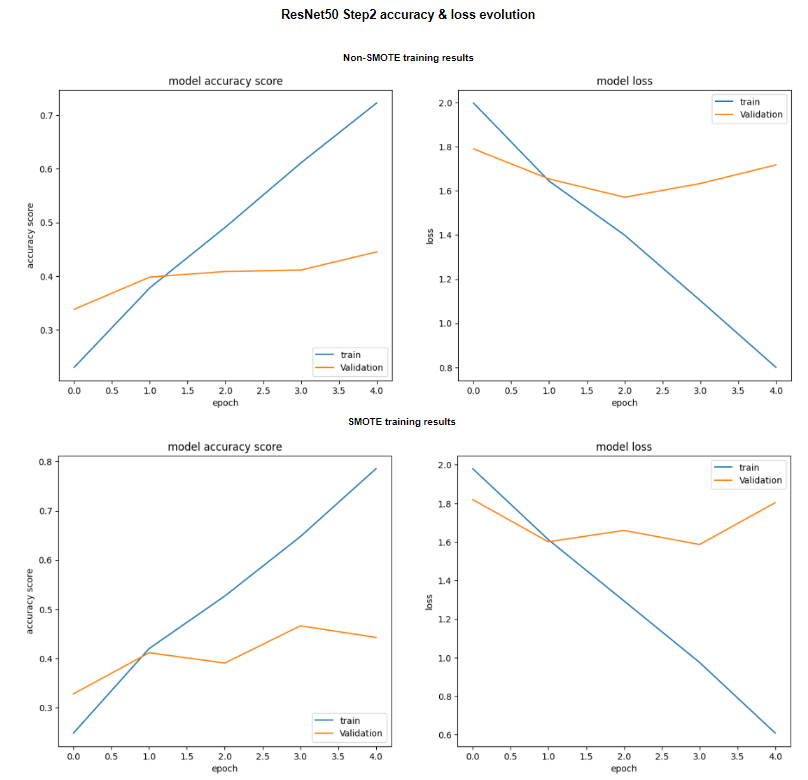 ResNet50 Step2 accuracy & loss evolution
Non-SMOTE training results
model accuracy score
accuracy score
0.7
0.6
0.5
0.4
0.3
train
Validation
0.0 0.5 1.0 1.5 2.0 2.5 3.0 3.5 4.0
epoch
model loss
loss
2.0
1.8
1.6
1.4
1.2
1.0
0.8
train
Validation
0.0 0.5 1.0 1.5 2.0 2.5 3.0 3.5 4.0
epoch
SMOTE training results
model accuracy score
accuracy score
0.8
0.7
0.6
0.5
0.4
0.3
train
Validation
0.0 0.5 1.0 1.5 2.0 2.5 3.0 3.5 4.0
epoch
model loss
loss
2.0
1.8
1.6
1.4
1.2
1.0
0.8
0.6
train
Validation
0.0 0.5 1.0 1.5 2.0 2.5 3.0 3.5 4.0
epoch